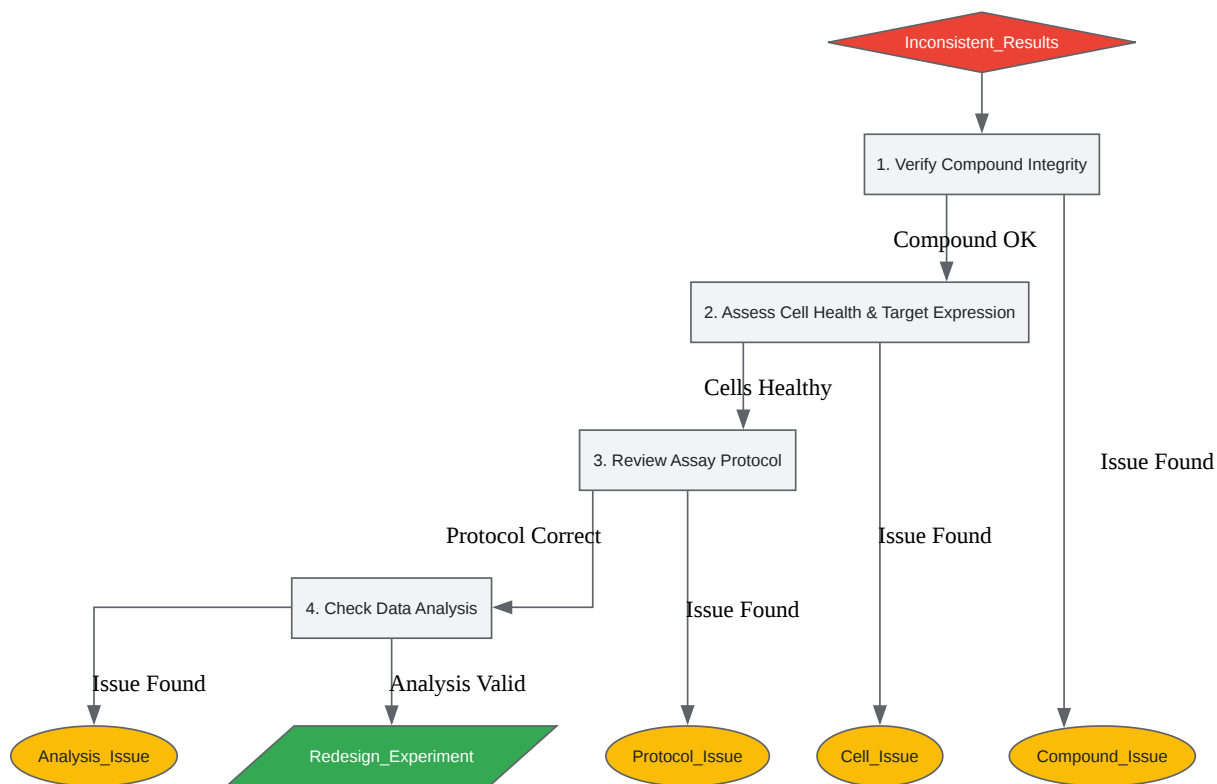 Inconsistent_Results
1. Verify Compound Integrity
Compound OK
2. Assess Cell Health & Target Expression
Cells Healthy
3. Review Assay Protocol
Issue Found
Protocol Correct
Issue Found
4. Check Data Analysis
Issue Found
Issue Found
Analysis Valid
Analysis_Issue
Redesign_Experiment
Protocol_Issue
Cell_Issue
Compound_Issue